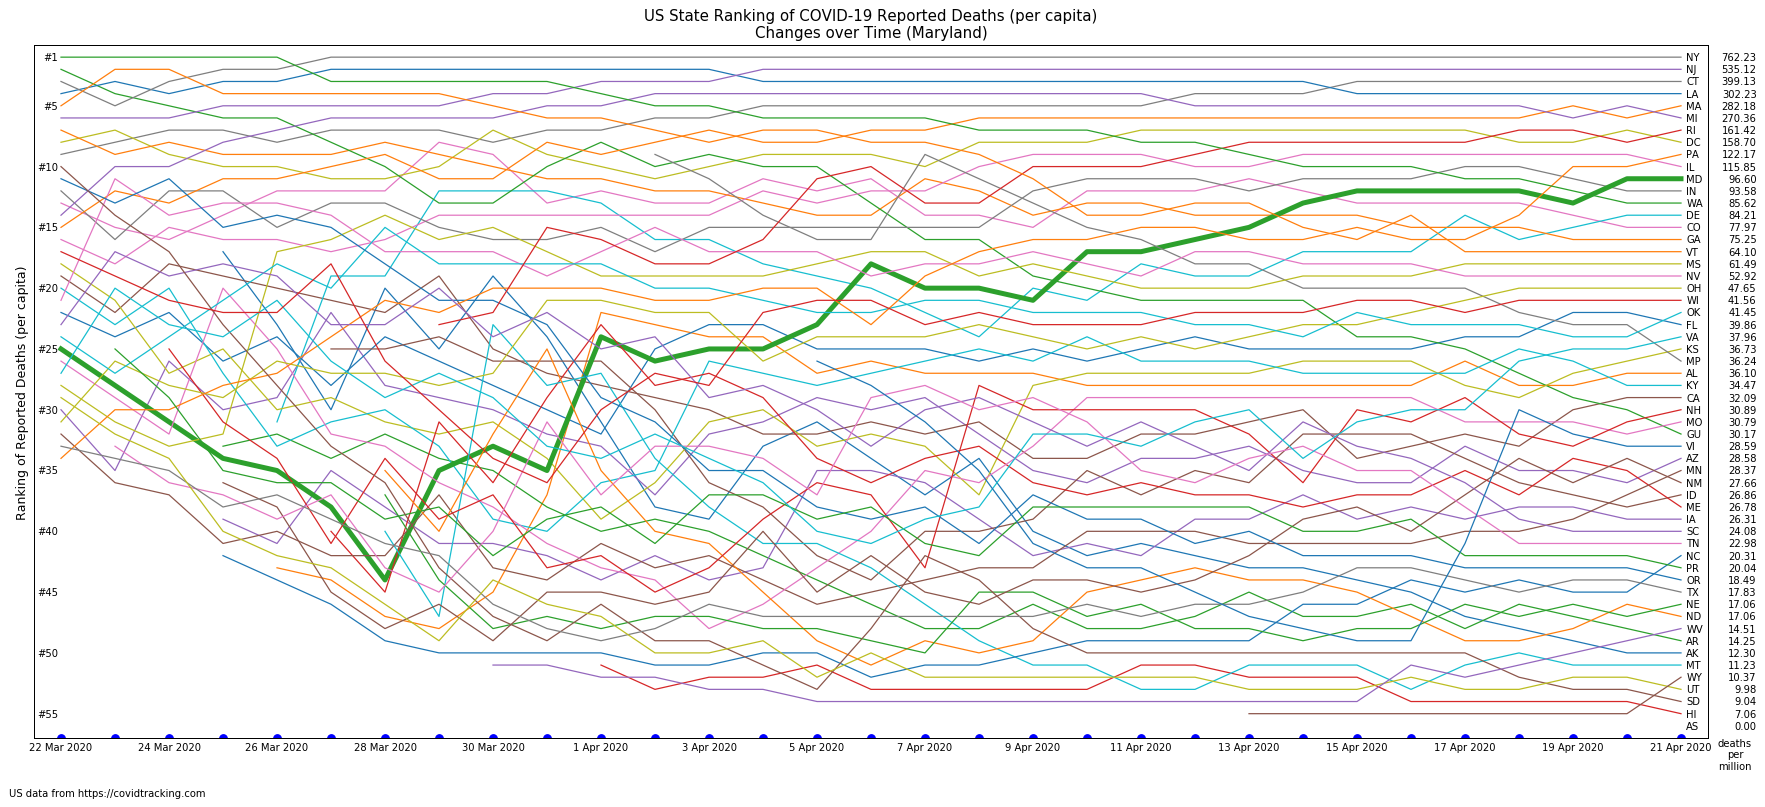 US State Ranking of COVID-19 Reported Deaths (per capita)
Changes over Time (Maryland)
Ranking of Reported Deaths (per capita)
#1
#5
#10
#15
#20
#25
#30
#35
#40
#45
#50
#55
NY 762.23
NJ 535.12
CT 399.13
LA 302.23
MA 282.18
MI 270.36
RI 161.42
DC 158.70
PA 122.17
IL 115.85
MD 96.60
IN 93.58
WA 85.62
DE 84.21
CO 77.97
GA 75.25
VT 64.10
MS 61.49
NV 52.92
OH 47.65
WI 41.56
OK 41.45
FL 39.86
VA 37.96
KS 36.73
MP 36.24
AL 36.10
KY 34.47
CA 32.09
NH 30.89
MO 30.79
GU 30.17
VI 28.59
AZ 28.58
MN 28.37
NM 27.66
ID 26.86
ME 26.78
IA 26.31
SC 24.08
TN 22.98
NC 20.31
PR 20.04
OR 18.49
TX 17.83
NE 17.06
ND 17.06
WV 14.51
AR 14.25
AK 12.30
MT 11.23
WY 10.37
UT 9.98
SD 9.04
HI 7.06
AS 0.00
22 Mar 2020 24 Mar 2020 26 Mar 2020 28 Mar 2020 30 Mar 2020 1 Apr 2020 3 Apr 2020 5 Apr 2020 7 Apr 2020 9 Apr 2020 11 Apr 2020 13 Apr 2020 15 Apr 2020 17 Apr 2020 19 Apr 2020 21 Apr 2020
deaths
per
million
US data from https://covidtracking.com